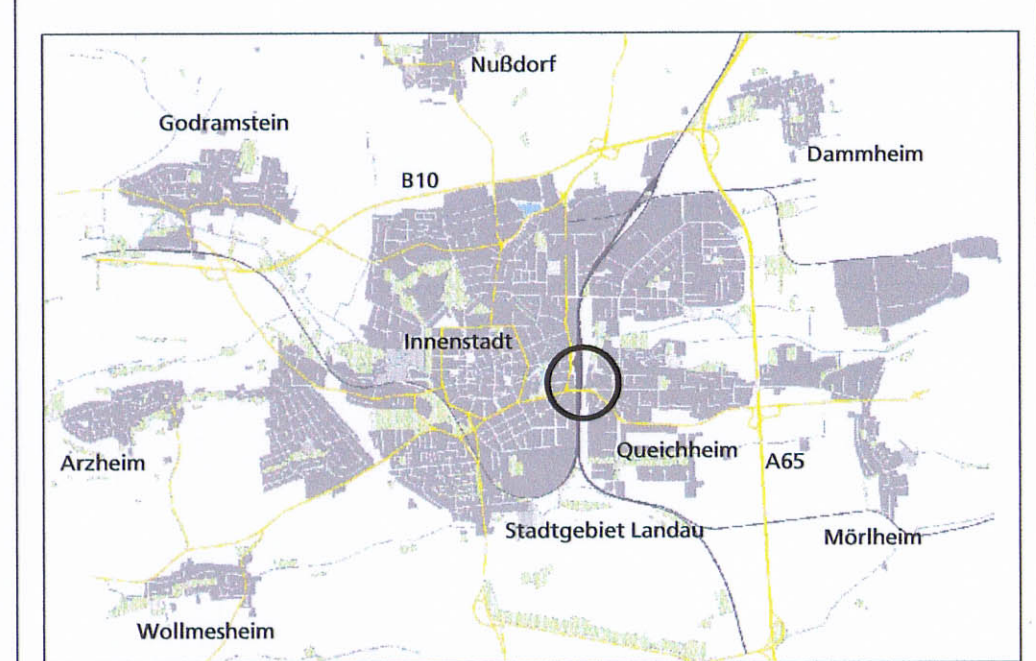 Nußdorf
Godramstein
Dammheim
B10
Innenstadt
Arzheim
Queichheim
A65
Stadtgebiet Landau
Mörlheim
Wollmesheim